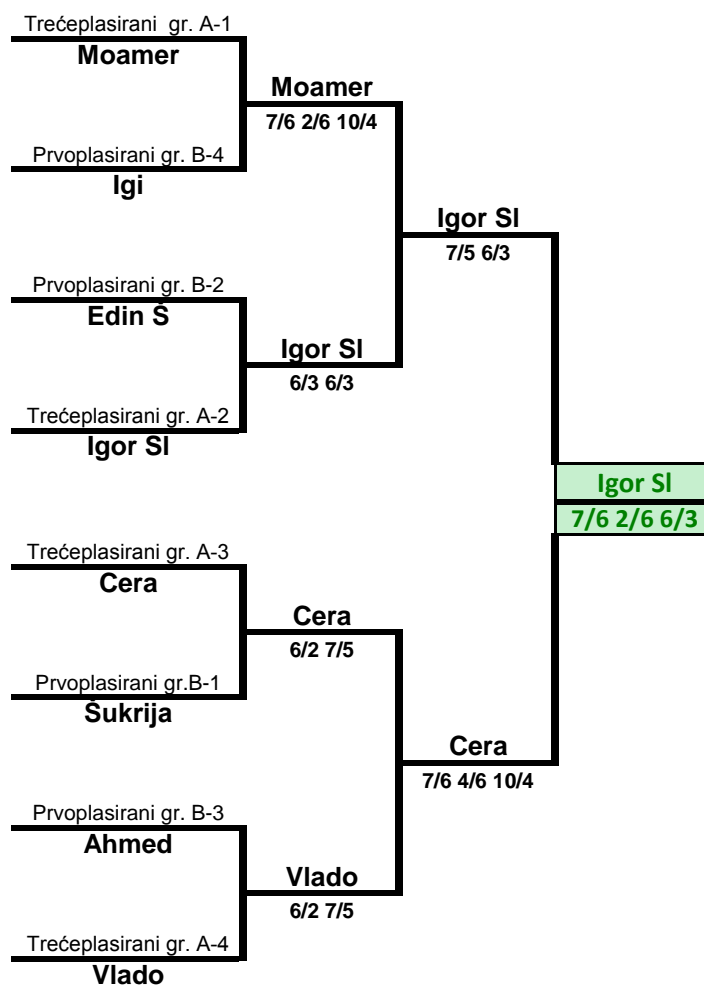 Trećeplasirani gr. A-1
Moamer
Moamer
7/6 2/6 10/4
Prvoplasirani gr. B-4
Igi
Igor Sl
7/5 6/3
Prvoplasirani gr. B-2
Edin Š
Igor Sl
6/3 6/3
Trećeplasirani gr. A-2
Igor Sl
Igor Sl
7/6 2/6 6/3
Trećeplasirani gr. A-3
Cera
Cera
6/2 7/5
Prvoplasirani gr.B-1
Šukrija
Cera
7/6 4/6 10/4
Prvoplasirani gr. B-3
Ahmed
Vlado
6/2 7/5
Trećeplasirani gr. A-4
Vlado